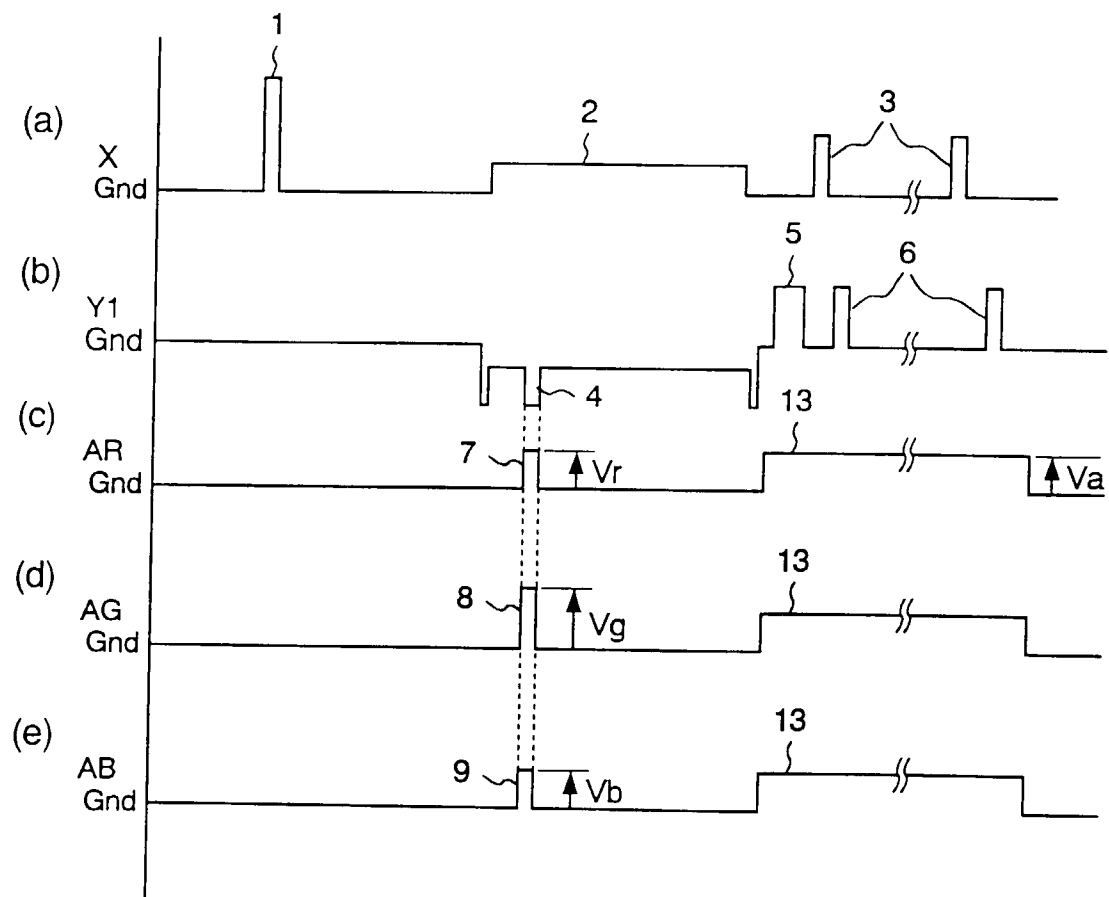 1
(a)
2
3
X
Gnd
(b)
5
6
Y1
Gnd
4
(c)
13
AR
7
Vr
Va
Gnd
(d)
13
AG
8
Vg
Gnd
(e)
13
AB
9
Vb
Gnd